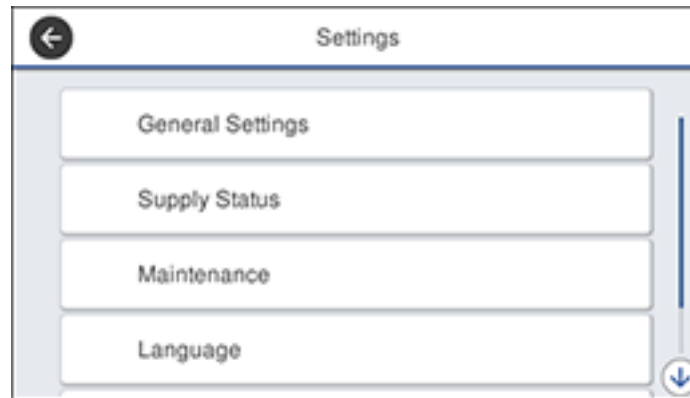 Settings
General Settings
Supply Status
Maintenance
Language